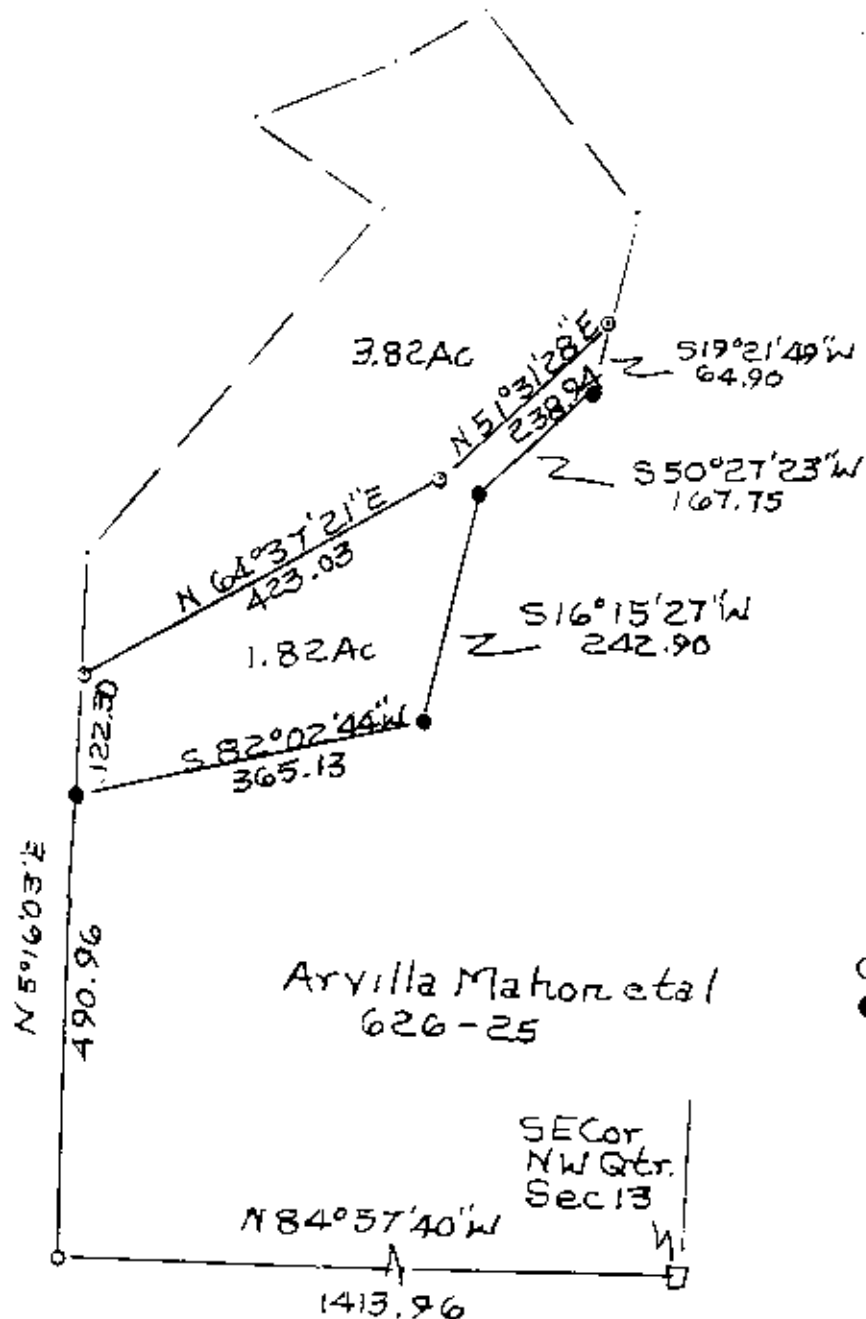 3.82Ac
N 51°31'28"E
238.94
S19°21'49"W
64.90
S50°27'23"W
167.75
N 64°37'21"E
423.03
S16°15'27"W
242.90
1.82Ac
122.30
S 82°02'44"W
365.13
N 5°16'03"E
490.96
Arvilla Mahon etal
626-25
SECor
NW Qtr.
Sec 13
N 84°57'40"W
1413.96